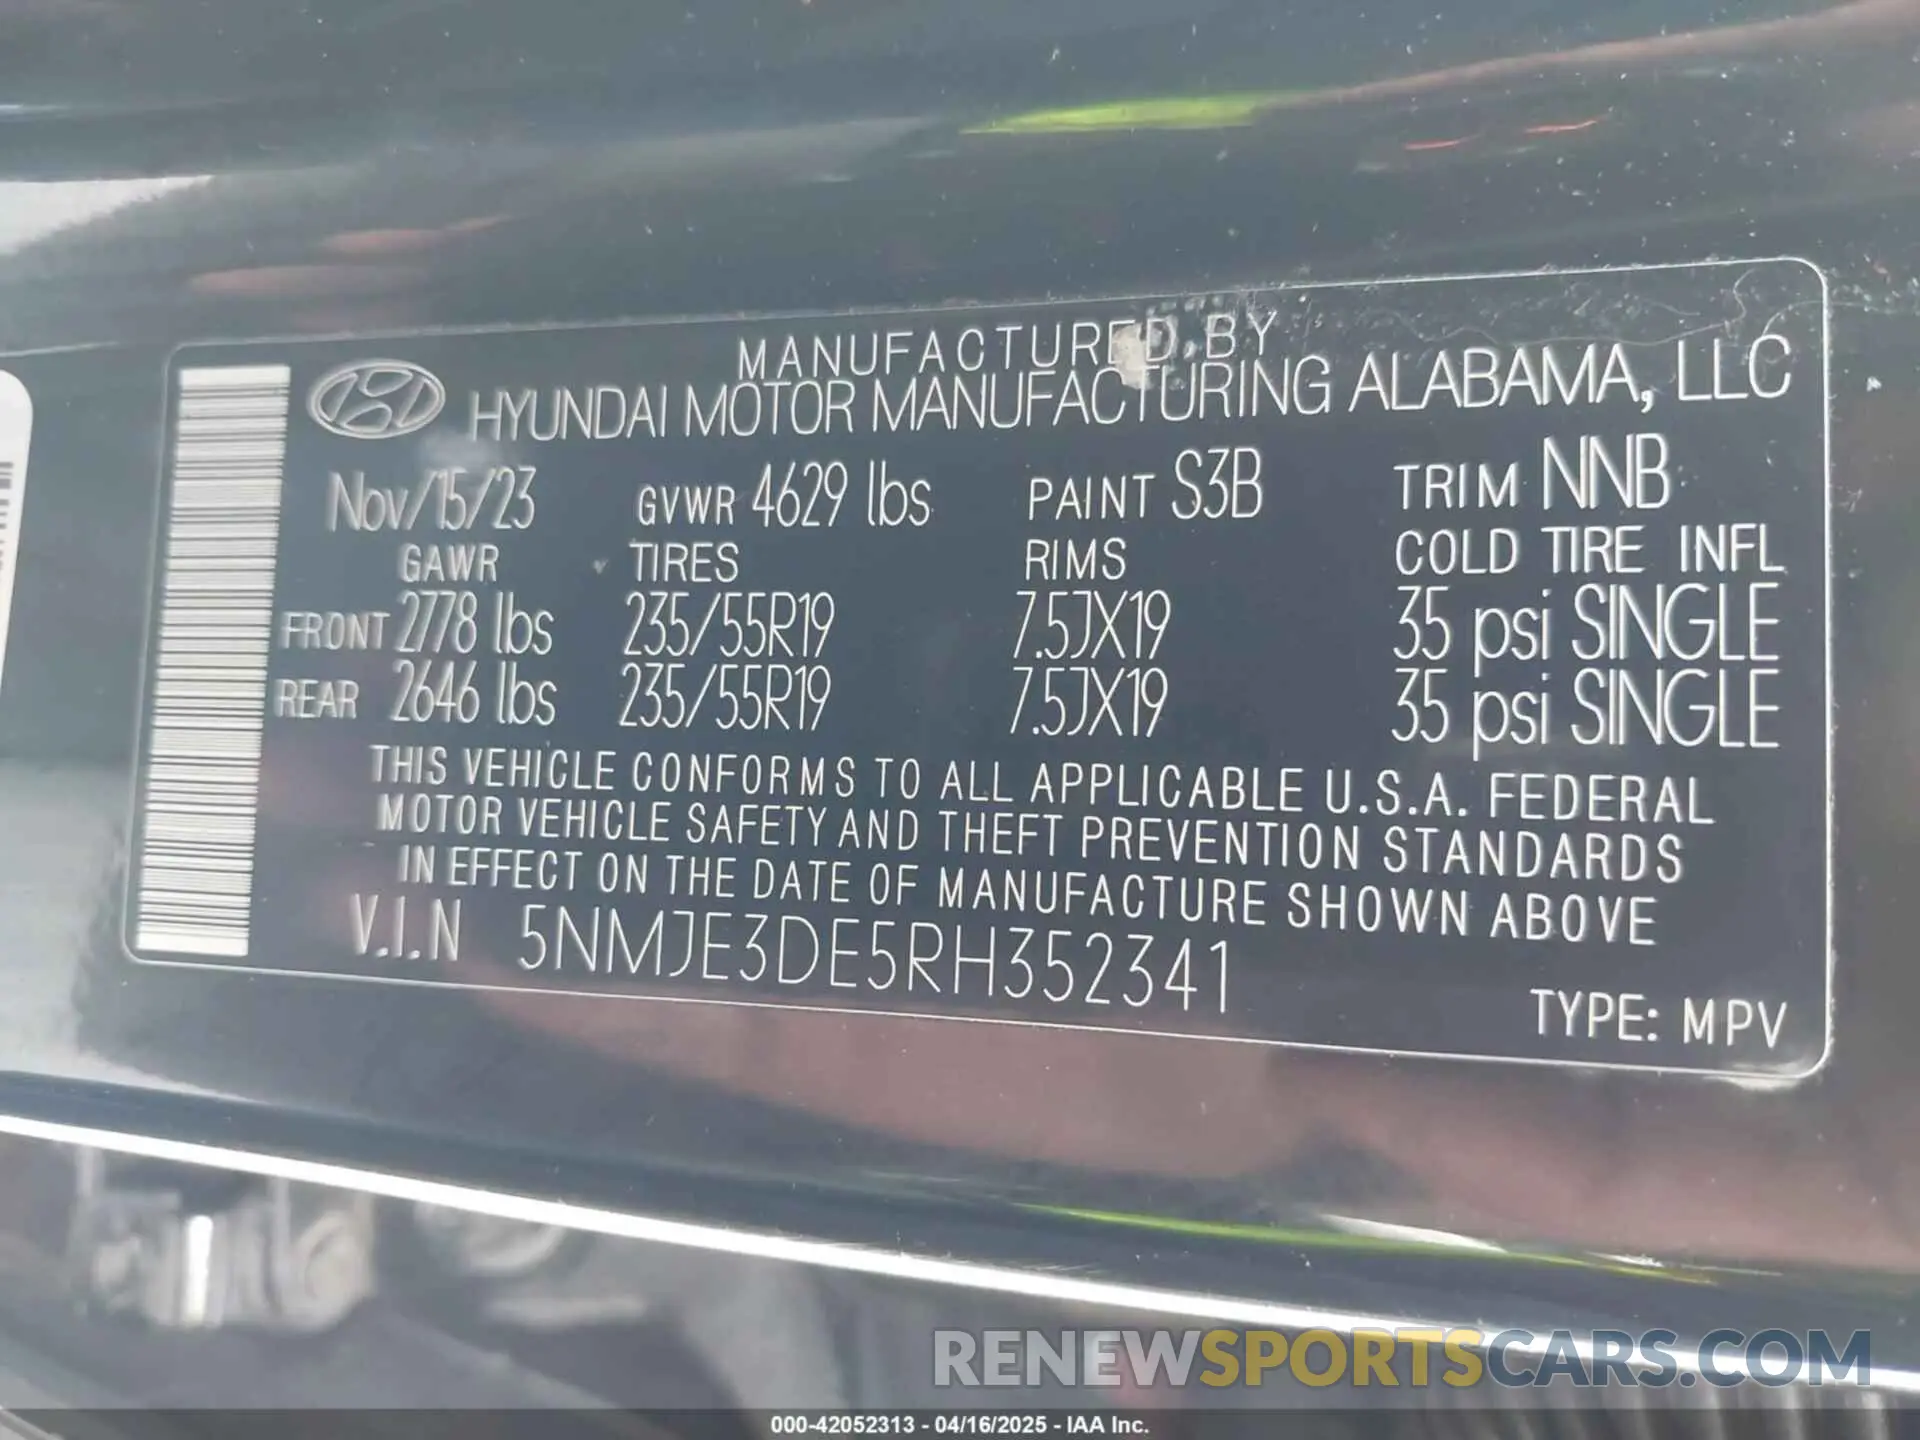 MANUFACTURED BY
HYUNDAI MOTOR MANUFACTURING ALABAMA, LLC
Nov/15/23 GVWR 4629 lbs PAINT S3B TRIM NNB
GAWR TIRES RIMS COLD TIRE INFL
FRONT 2778 lbs 235/55R19 7.5JX19 35 psi SINGLE
REAR 2646 lbs 235/55R19 7.5JX19 35 psi SINGLE
THIS VEHICLE CONFORMS TO ALL APPLICABLE U.S.A. FEDERAL
MOTOR VEHICLE SAFETY AND THEFT PREVENTION STANDARDS
IN EFFECT ON THE DATE OF MANUFACTURE SHOWN ABOVE
V.I.N 5NMJE3DE5RH352341
TYPE: MPV
RENEWSPORTSCARS.COM
000-42052313 - 04/16/2025 - IAA Inc.